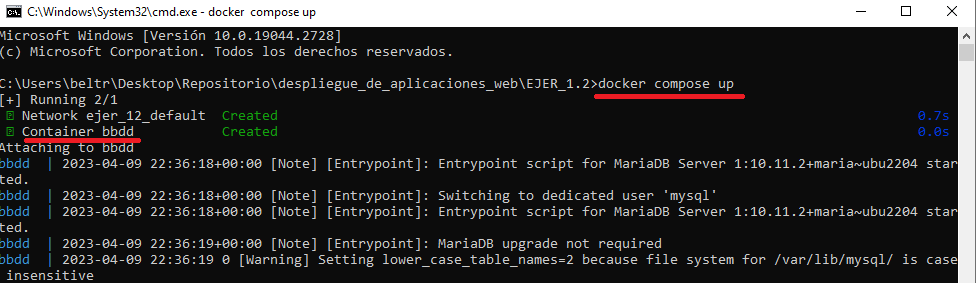 C:\Windows\System32\cmd.exe - docker  compose up
Microsoft Windows [Versión 10.0.19044.2728]
(c) Microsoft Corporation. Todos los derechos reservados.
C:\Users\beltr\Desktop\Repositorio\despliegue_de_aplicaciones_web\EJER_1.2>docker compose up
[+] Running 2/1
Network ejer_12_default  Created 0.7s
Container bbdd Created 0.0s
Attaching to bbdd
bbdd  | 2023-04-09 22:36:18+00:00 [Note] [Entrypoint]: Entrypoint script for MariaDB Server 1:10.11.2+maria~ubu2204 star
ted.
bbdd  | 2023-04-09 22:36:18+00:00 [Note] [Entrypoint]: Switching to dedicated user 'mysql'
bbdd  | 2023-04-09 22:36:18+00:00 [Note] [Entrypoint]: Entrypoint script for MariaDB Server 1:10.11.2+maria~ubu2204 star
ted.
bbdd  | 2023-04-09 22:36:19+00:00 [Note] [Entrypoint]: MariaDB upgrade not required
bbdd  | 2023-04-09 22:36:19 0 [Warning] Setting lower_case_table_names=2 because file system for /var/lib/mysql/ is case
insensitive